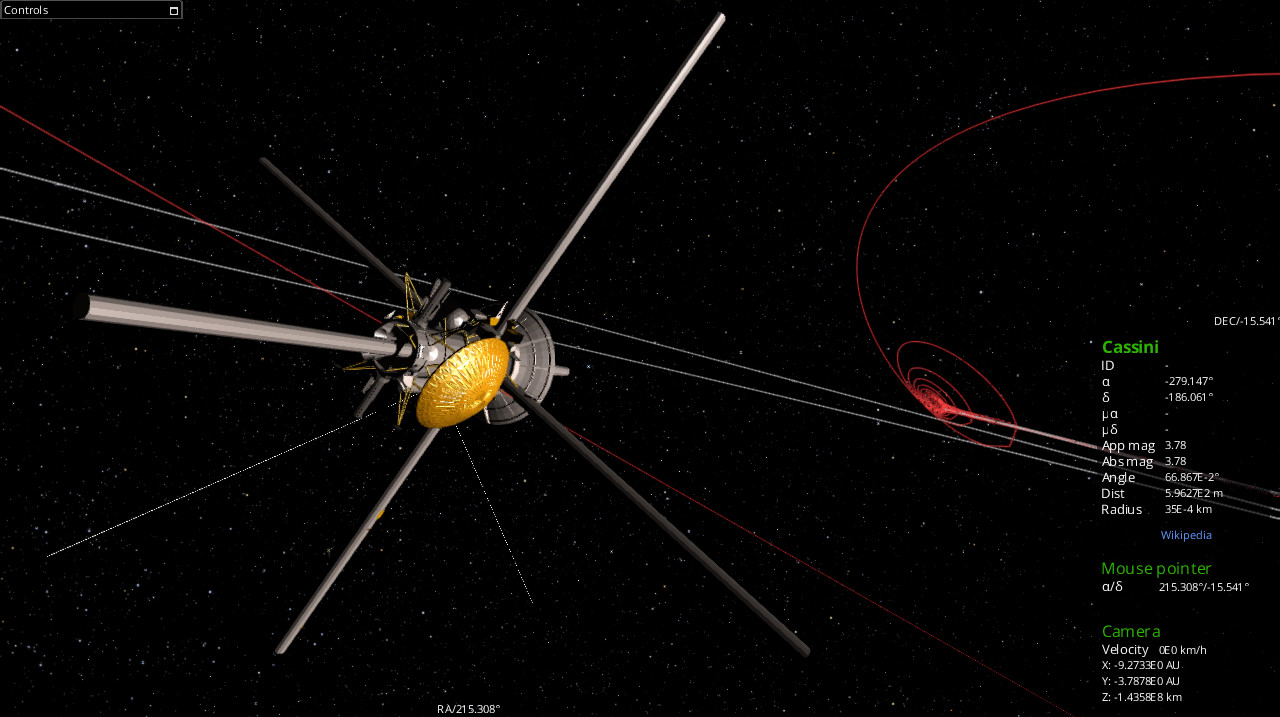 Controls
DEC/-15.541°
Cassini
ID -
α -279.147°
δ -186.061°
μα -
μδ -
App mag 3.78
Abs mag 3.78
Angle 66.867E-2°
Dist 5.9627E2 m
Radius 35E-4 km
Wikipedia
Mouse pointer
α/δ 215.308°/-15.541°
Camera
Velocity 0E0 km/h
X: -9.2733E0 AU
Y: -3.7878E0 AU
Z: -1.4358E8 km
RA/215.308°